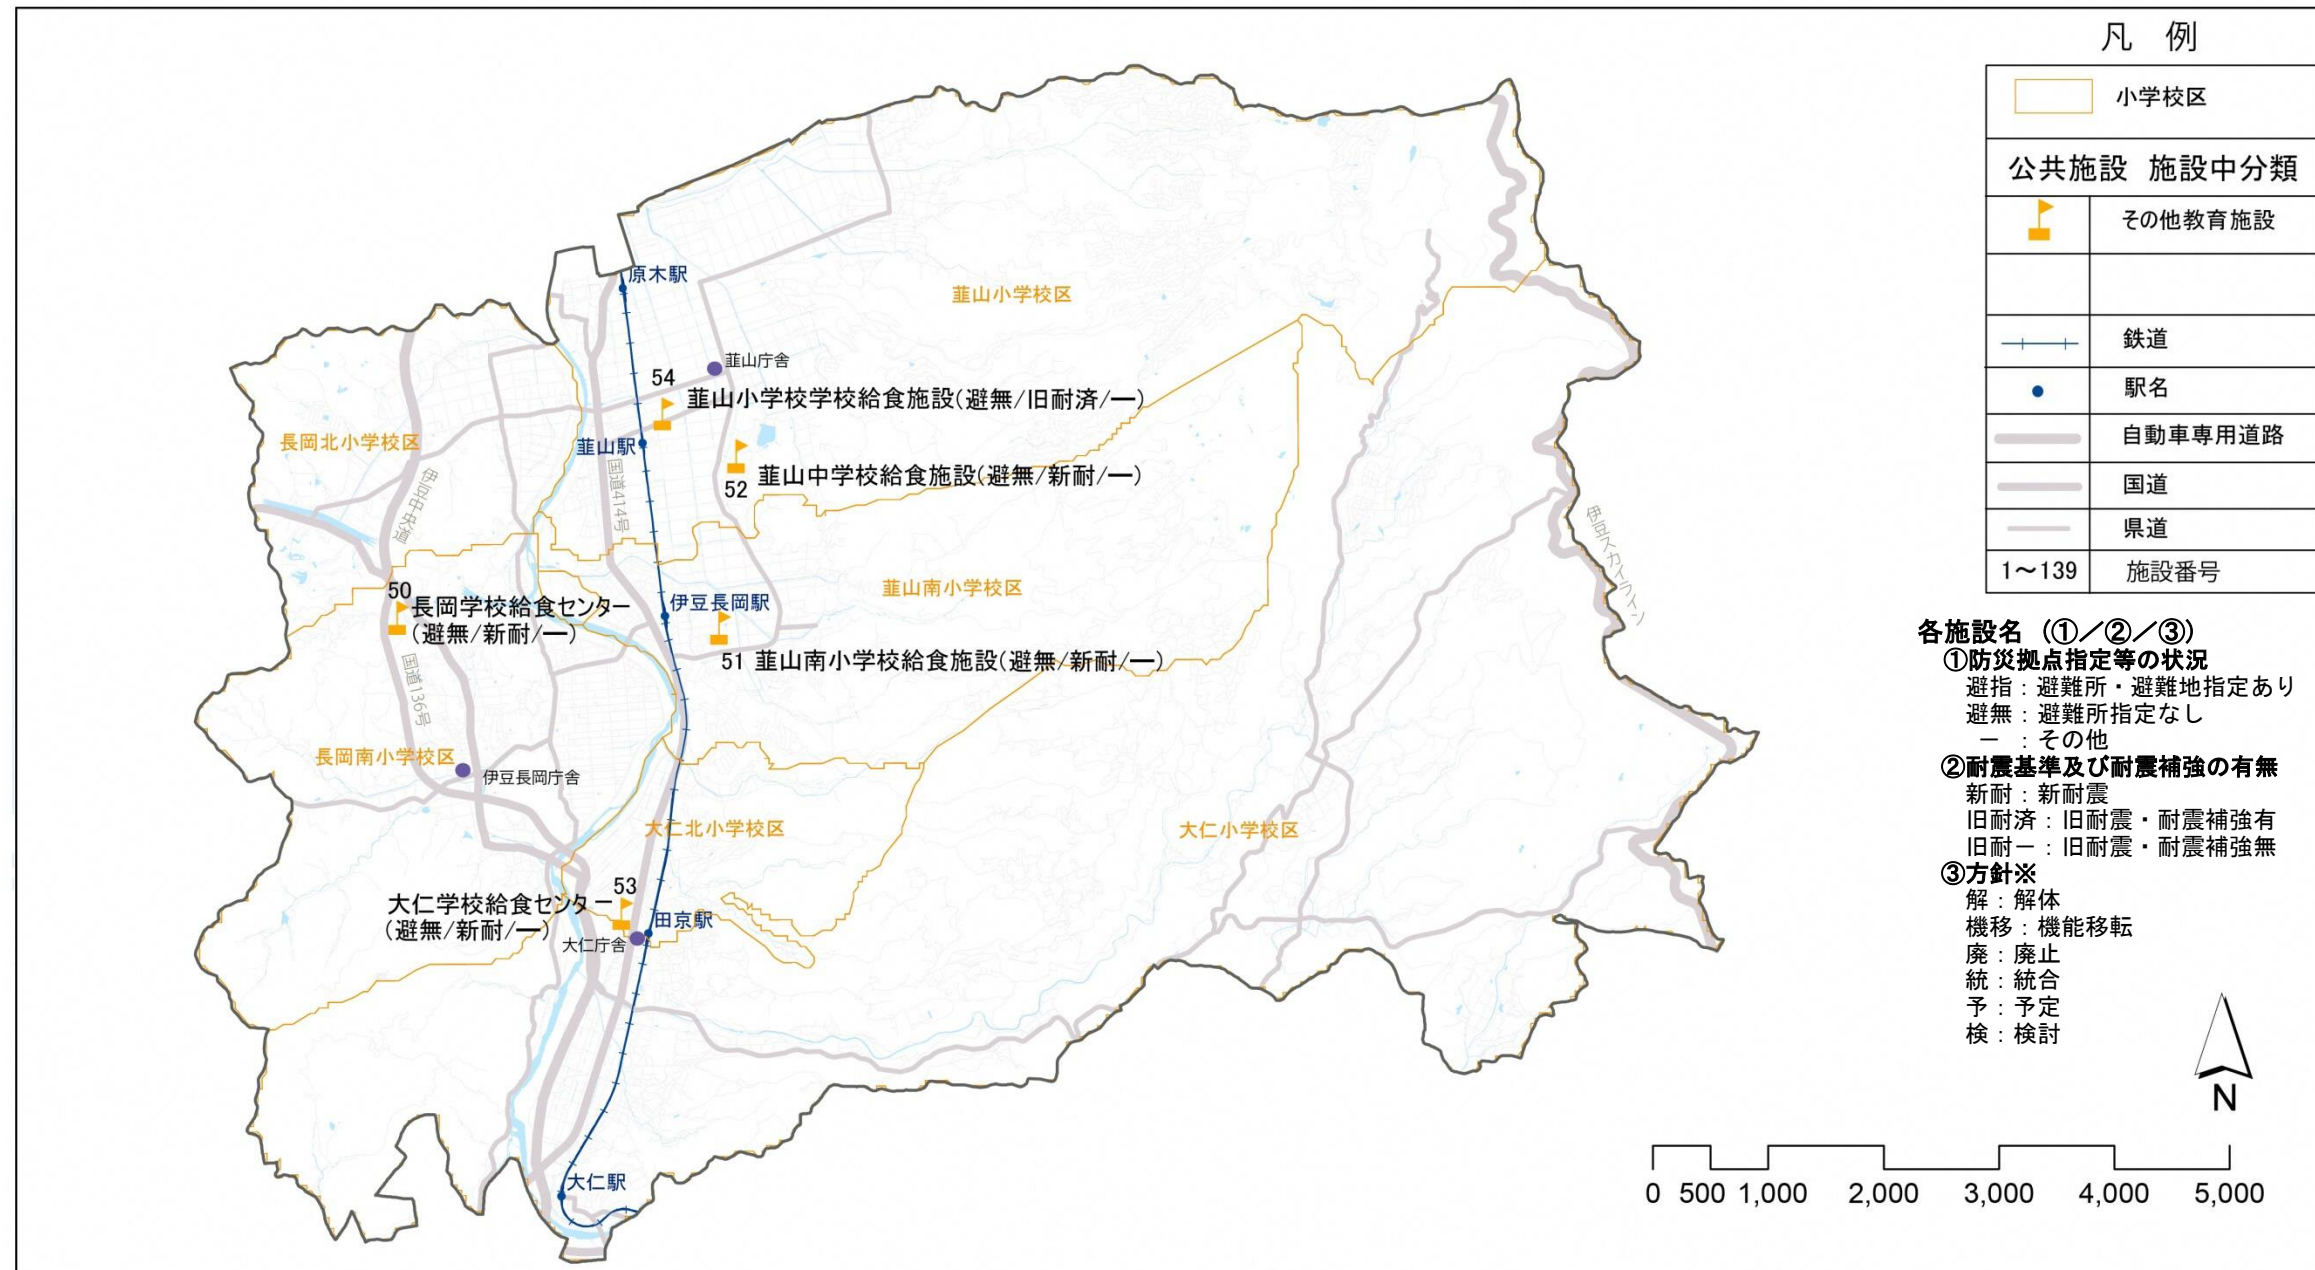 凡 例
小学校区
公共施設 施設中分類
その他教育施設
鉄道
駅名
自動車専用道路
国道
県道
1～139 施設番号
各施設名（①／②／③）
①防災拠点指定等の状況
避指：避難所・避難地指定あり
避無：避難所指定なし
－ ：その他
②耐震基準及び耐震補強の有無
新耐：新耐震
旧耐済：旧耐震・耐震補強有
旧耐－：旧耐震・耐震補強無
③方針※
解：解体
機移：機能移転
廃：廃止
統：統合
予：予定
検：検討
N
0 500 1,000 2,000 3,000 4,000 5,000
原木駅
韮山小学校区
韮山庁舎
54
韮山小学校学校給食施設(避無/旧耐済/―)
長岡北小学校区
韮山駅
伊豆中央道
国道414号
52
韮山中学校給食施設(避無/新耐/―)
伊豆スカイライン
50
長岡学校給食センター
(避無/新耐/―)
韮山南小学校区
伊豆長岡駅
51 韮山南小学校給食施設(避無/新耐/―)
国道136号
長岡南小学校区
伊豆長岡庁舎
大仁北小学校区
大仁小学校区
53
大仁学校給食センター
(避無/新耐/―)
田京駅
大仁庁舎
大仁駅